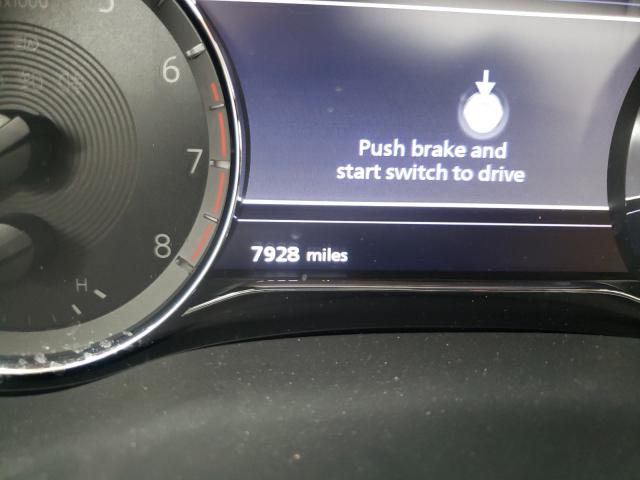 6
7
8
H
Push brake and
start switch to drive
7928 miles